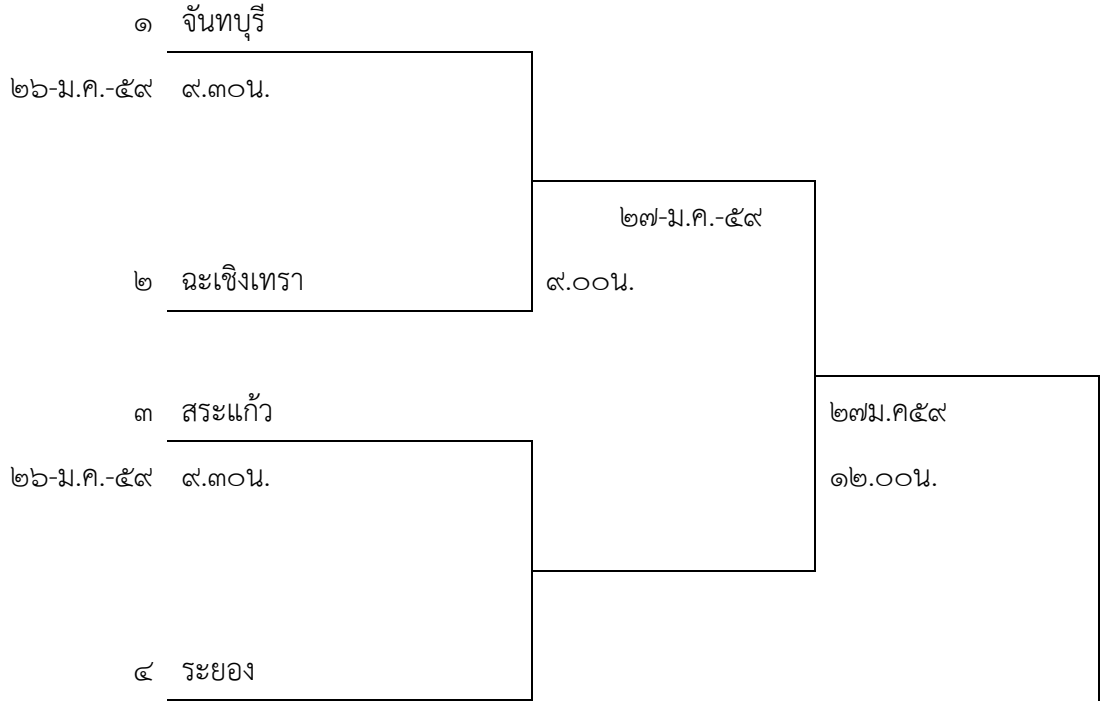 ๑ จันทบุรี
๒๖-ม.ค.-๕๙ ๙.๓๐น.
๒๗-ม.ค.-๕๙
๒ ฉะเชิงเทรา ๙.๐๐น.
๓ สระแก้ว ๒๗ม.ค๕๙
๒๖-ม.ค.-๕๙ ๙.๓๐น. ๑๒.๐๐น.
๔ ระยอง